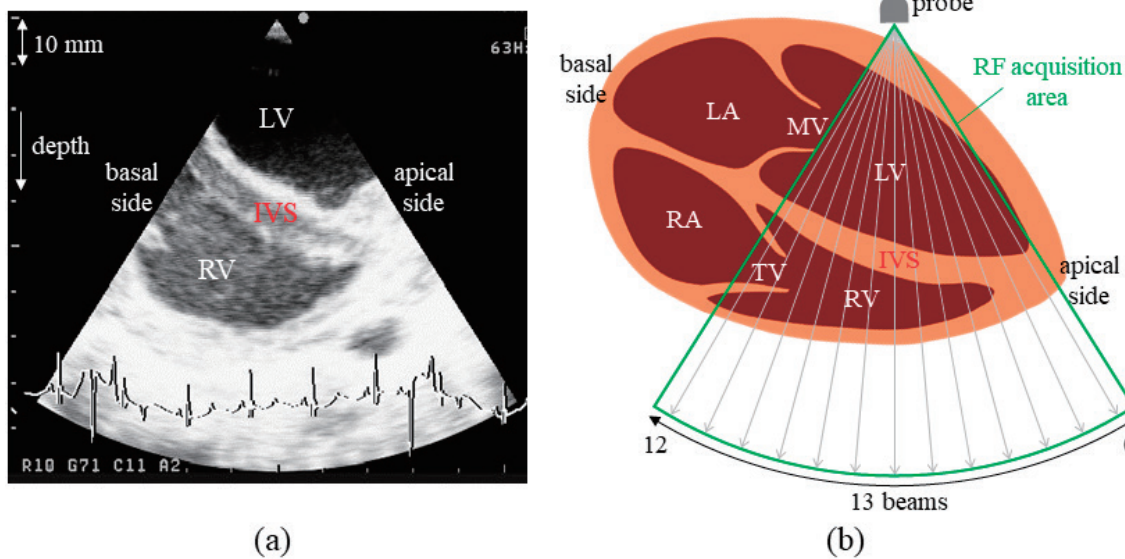 10 mm
63H
LV
depth
basal
side
apical
side
IVS
RV
R10 G71 C11 A2
(a)
probe
basal
side
RF acquisition
area
LA
MV
LV
RA
IVS
TV
RV
apical
side
12
13 beams
(b)